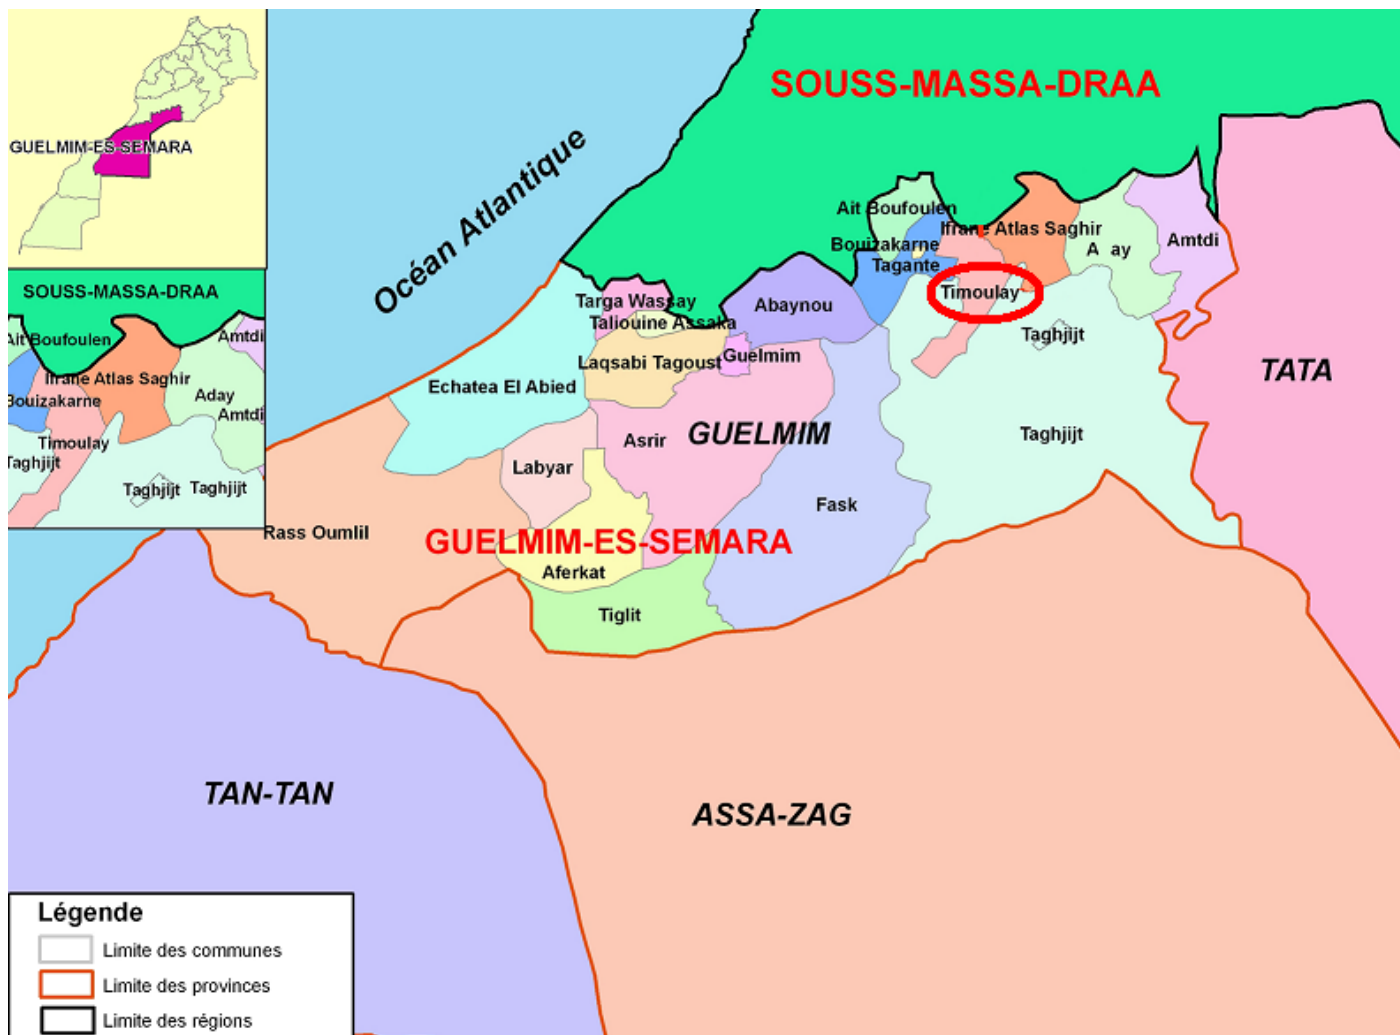 GUELMIM-ES-SEMARA
SOUSS-MASSA-DRAA
Ait Boufoulen
Amtdi
Ifrane Atlas Saghir
Bouizakarne
Aday
Amtdi
Timoulay
Taghjijt
Taghjijt
Taghjijt
Océan Atlantique
SOUSS-MASSA-DRAA
Ait Boufoulen
Ifrane Atlas Saghir
Bouizakarne
A ay
Amtdi
Tagante
Timoulay
Targa Wassay
Abaynou
Taliouine Assaka
Taghjijt
Laqsabi Tagoust
Guelmim
TATA
Echatea El Abied
Asrir
GUELMIM
Taghjijt
Labyar
Fask
Rass Oumlil
GUELMIM-ES-SEMARA
Aferkat
Tiglit
TAN-TAN
ASSA-ZAG
Légende
Limite des communes
Limite des provinces
Limite des régions